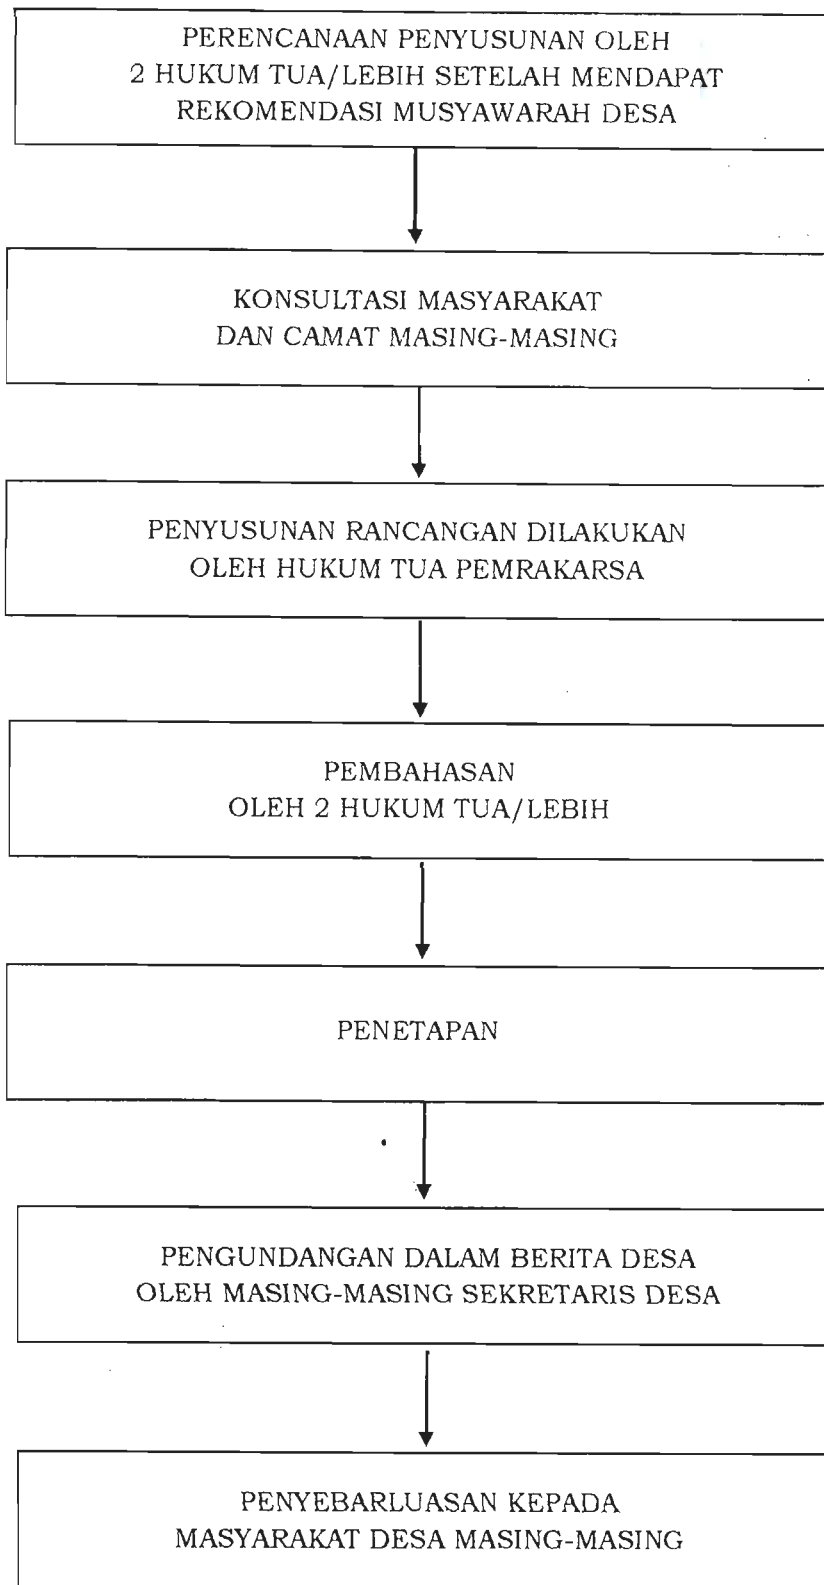 PERENCANAAN PENYUSUNAN OLEH
2 HUKUM TUA/LEBIH SETELAH MENDAPAT
REKOMENDASI MUSYAWARAH DESA
KONSULTASI MASYARAKAT
DAN CAMAT MASING-MASING
PENYUSUNAN RANCANGAN DILAKUKAN
OLEH HUKUM TUA PEMRAKARSA
PEMBAHASAN
OLEH 2 HUKUM TUA/LEBIH
PENETAPAN
PENGUNDANGAN DALAM BERITA DESA
OLEH MASING-MASING SEKRETARIS DESA
PENYEBARLUASAN KEPADA
MASYARAKAT DESA MASING-MASING